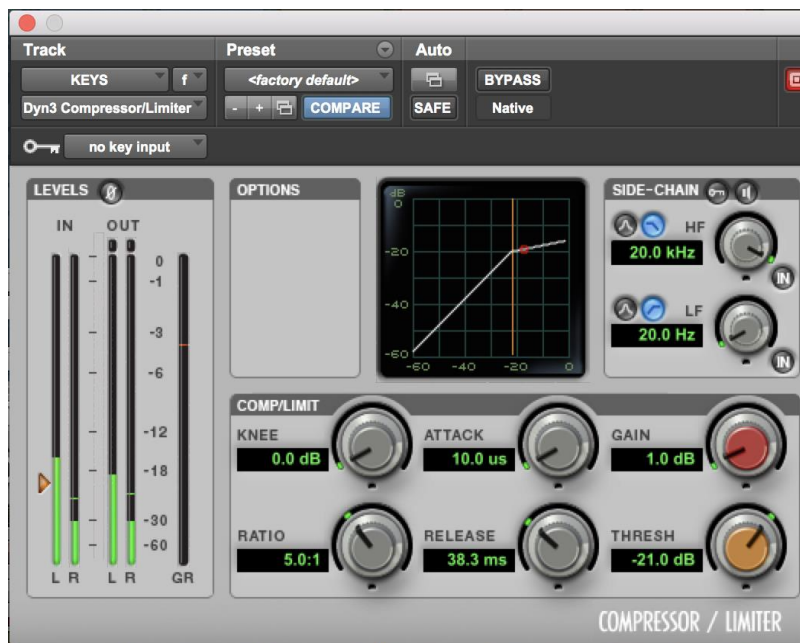 Track
Preset
Auto
KEYS
f
<factory default>
BYPASS
Dyn3 Compressor/Limiter
-
+
COMPARE
SAFE
Native
no key input
LEVELS
Ø
OPTIONS
SIDE-CHAIN
IN
OUT
0
-1
-3
-6
-12
-18
-30
-60
L R
L R
GR
dB
0
-20
-40
-60
-60 -40 -20 0
HF
20.0 kHz
IN
LF
20.0 Hz
IN
COMP/LIMIT
KNEE
0.0 dB
ATTACK
10.0 us
GAIN
1.0 dB
RATIO
5.0:1
RELEASE
38.3 ms
THRESH
-21.0 dB
COMPRESSOR / LIMITER